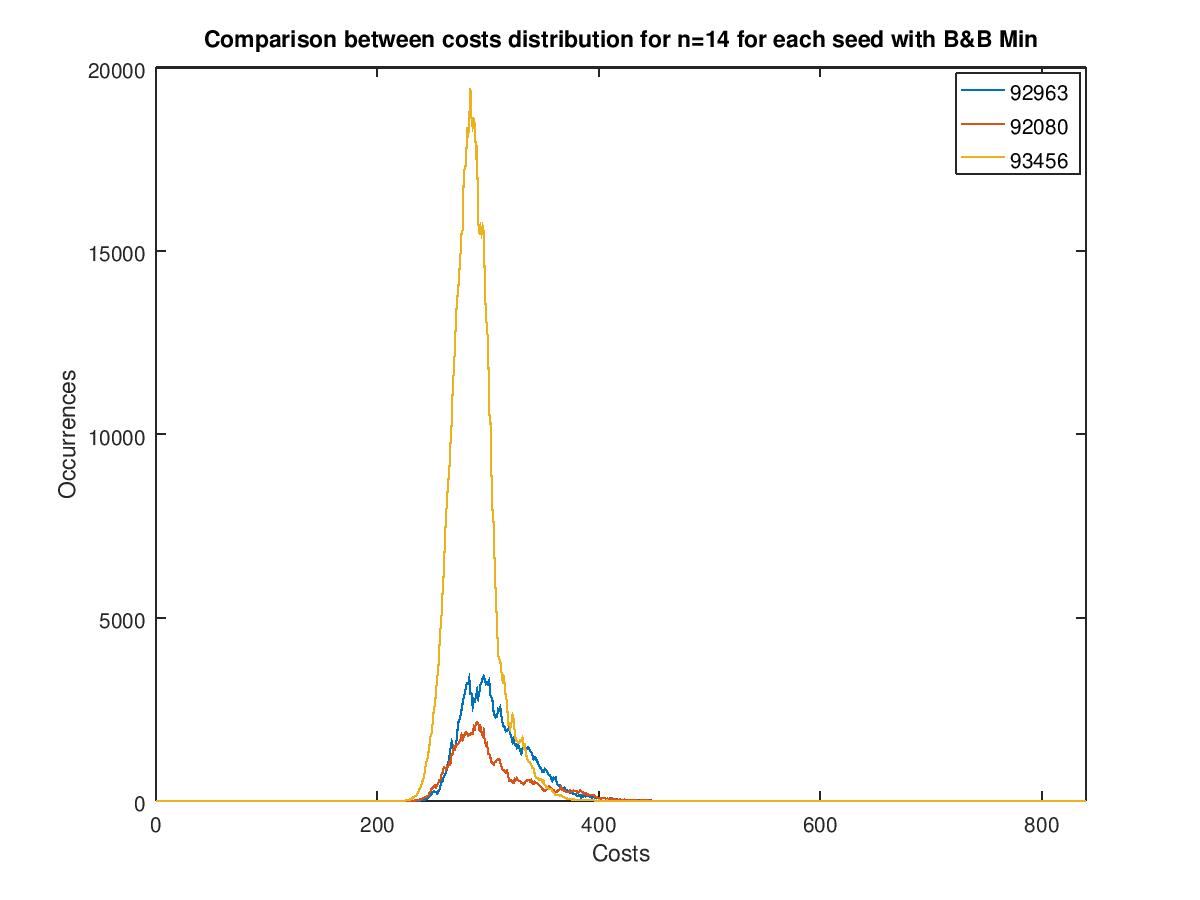 Comparison between costs distribution for n=14 for each seed with B&B Min
20000
15000
10000
5000
0
Occurrences
0 200 400 600 800
Costs
92963
92080
93456